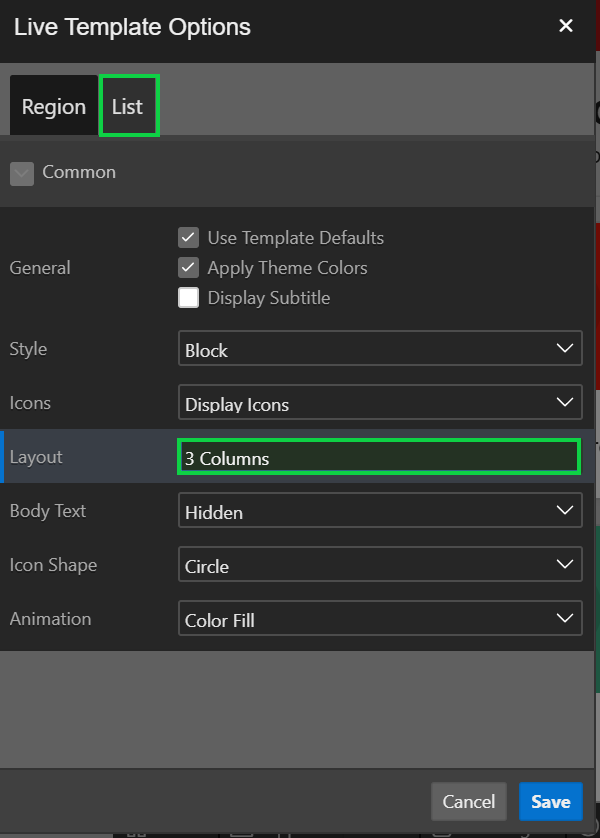 Live Template Options
Region
List
Common
General
Use Template Defaults
Apply Theme Colors
Display Subtitle
Style
Block
Icons
Display Icons
Layout
3 Columns
Body Text
Hidden
Icon Shape
Circle
Animation
Color Fill
Cancel
Save